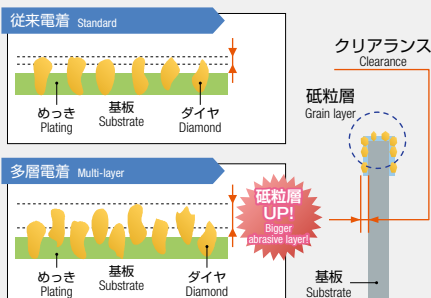 従来電着 Standard
めっき
Plating
基板
Substrate
ダイヤ
Diamond
多層電着 Multi-layer
砥粒層
UP!
Bigger
abrasive layer!
めっき
Plating
基板
Substrate
ダイヤ
Diamond
クリアランス
Clearance
砥粒層
Grain layer
基板
Substrate